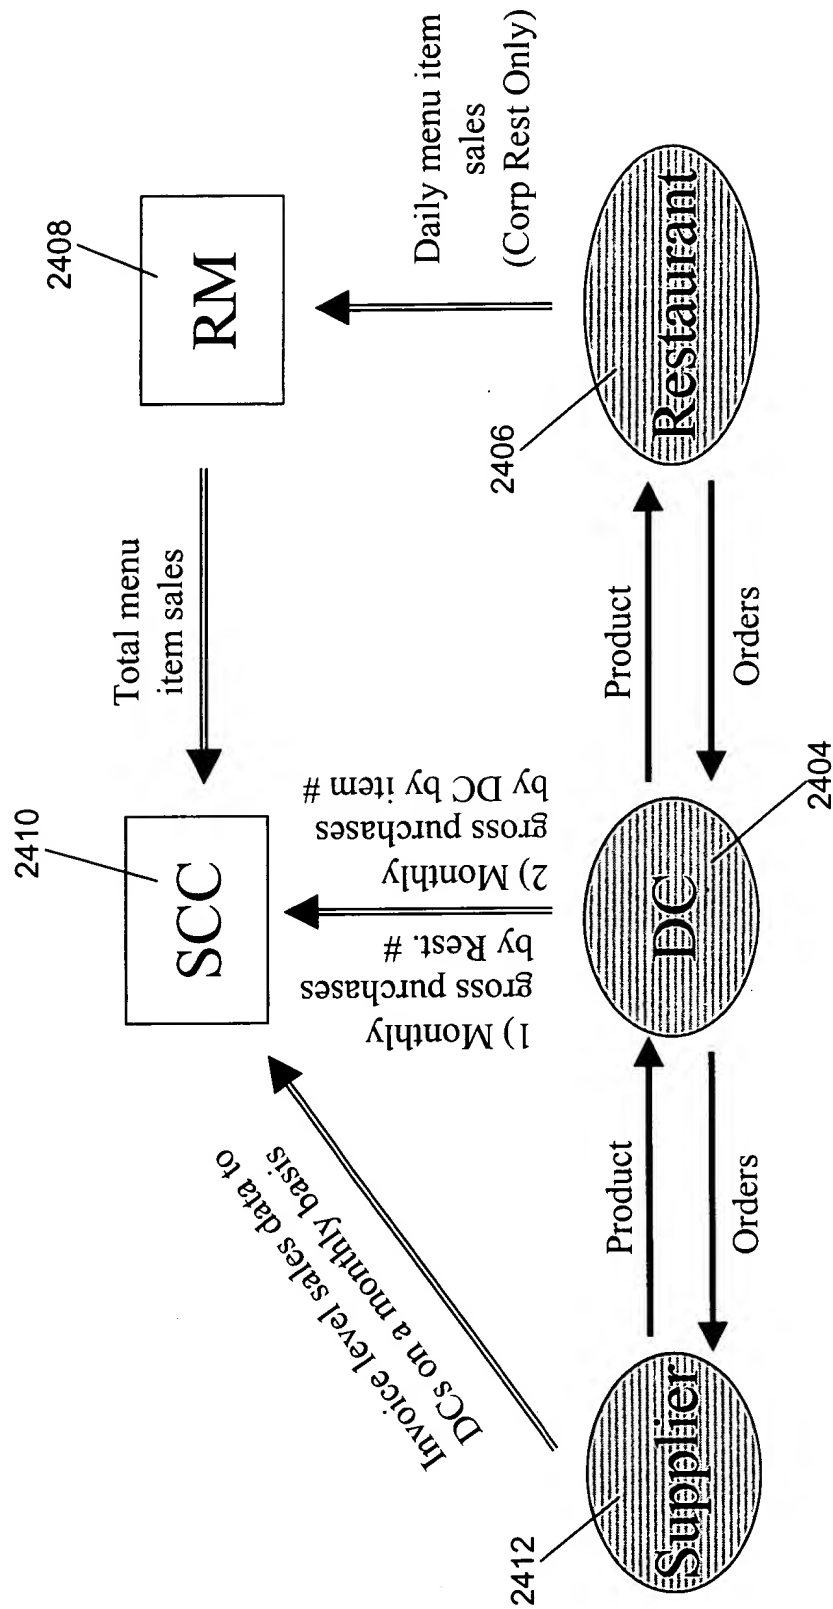 2410
SCC
Total menu
item sales
2408
RM
Invoice level sales data to
DCs on a monthly basis
1) Monthly
gross purchases
by Rest. #
2) Monthly
gross purchases
by DC by item #
Daily menu item
sales
(Corp Rest Only)
2412
Supplier
Product
Orders
DC
2404
Product
Orders
2406
Restaurant